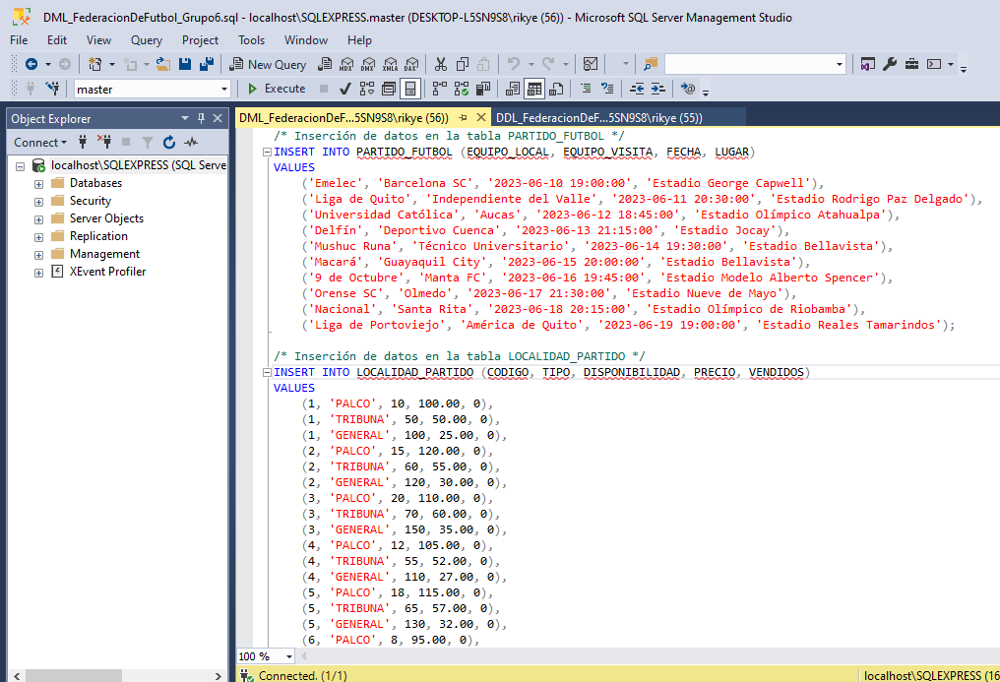 DML_FederacionDeFutbol_Grupo6.sql - localhost\SQLEXPRESS.master (DESKTOP-L5SN9S8\rikye (56)) - Microsoft SQL Server Management Studio
File Edit View Query Project Tools Window Help
New Query MDX DMX XMLA DAX
master Execute
Object Explorer
DML_FederacionDeF...5SN9S8\rikye (56))
DDL_FederacionDeF...5SN9S8\rikye (55))
Connect
localhost\SQLEXPRESS (SQL Serve
Databases
Security
Server Objects
Replication
Management
XEvent Profiler
/* Inserción de datos en la tabla PARTIDO_FUTBOL */
INSERT INTO PARTIDO_FUTBOL (EQUIPO_LOCAL, EQUIPO_VISITA, FECHA, LUGAR)
VALUES
('Emelec', 'Barcelona SC', '2023-06-10 19:00:00', 'Estadio George Capwell'),
('Liga de Quito', 'Independiente del Valle', '2023-06-11 20:30:00', 'Estadio Rodrigo Paz Delgado'),
('Universidad Católica', 'Aucas', '2023-06-12 18:45:00', 'Estadio Olímpico Atahualpa'),
('Delfín', 'Deportivo Cuenca', '2023-06-13 21:15:00', 'Estadio Jocay'),
('Mushuc Runa', 'Técnico Universitario', '2023-06-14 19:30:00', 'Estadio Bellavista'),
('Macará', 'Guayaquil City', '2023-06-15 20:00:00', 'Estadio Bellavista'),
('9 de Octubre', 'Manta FC', '2023-06-16 19:45:00', 'Estadio Modelo Alberto Spencer'),
('Orense SC', 'Olmedo', '2023-06-17 21:30:00', 'Estadio Nueve de Mayo'),
('Nacional', 'Santa Rita', '2023-06-18 20:15:00', 'Estadio Olímpico de Riobamba'),
('Liga de Portoviejo', 'América de Quito', '2023-06-19 19:00:00', 'Estadio Reales Tamarindos');
/* Inserción de datos en la tabla LOCALIDAD_PARTIDO */
INSERT INTO LOCALIDAD_PARTIDO (CODIGO, TIPO, DISPONIBILIDAD, PRECIO, VENDIDOS)
VALUES
(1, 'PALCO', 10, 100.00, 0),
(1, 'TRIBUNA', 50, 50.00, 0),
(1, 'GENERAL', 100, 25.00, 0),
(2, 'PALCO', 15, 120.00, 0),
(2, 'TRIBUNA', 60, 55.00, 0),
(2, 'GENERAL', 120, 30.00, 0),
(3, 'PALCO', 20, 110.00, 0),
(3, 'TRIBUNA', 70, 60.00, 0),
(3, 'GENERAL', 150, 35.00, 0),
(4, 'PALCO', 12, 105.00, 0),
(4, 'TRIBUNA', 55, 52.00, 0),
(4, 'GENERAL', 110, 27.00, 0),
(5, 'PALCO', 18, 115.00, 0),
(5, 'TRIBUNA', 65, 57.00, 0),
(5, 'GENERAL', 130, 32.00, 0),
(6, 'PALCO', 8, 95.00, 0),
100 %
Connected. (1/1)
localhost\SQLEXPRESS (16